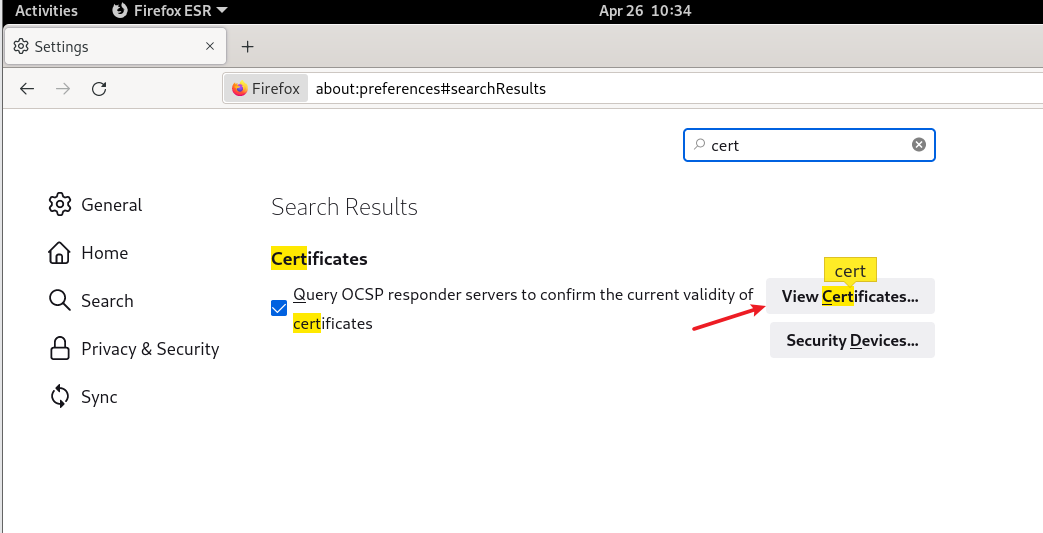 Activities Firefox ESR Apr 26 10:34
Settings
Firefox about:preferences#searchResults
cert
General
Home
Search
Privacy & Security
Sync
Search Results
Certificates
Query OCSP responder servers to confirm the current validity of
certificates
cert
View Certificates...
Security Devices...